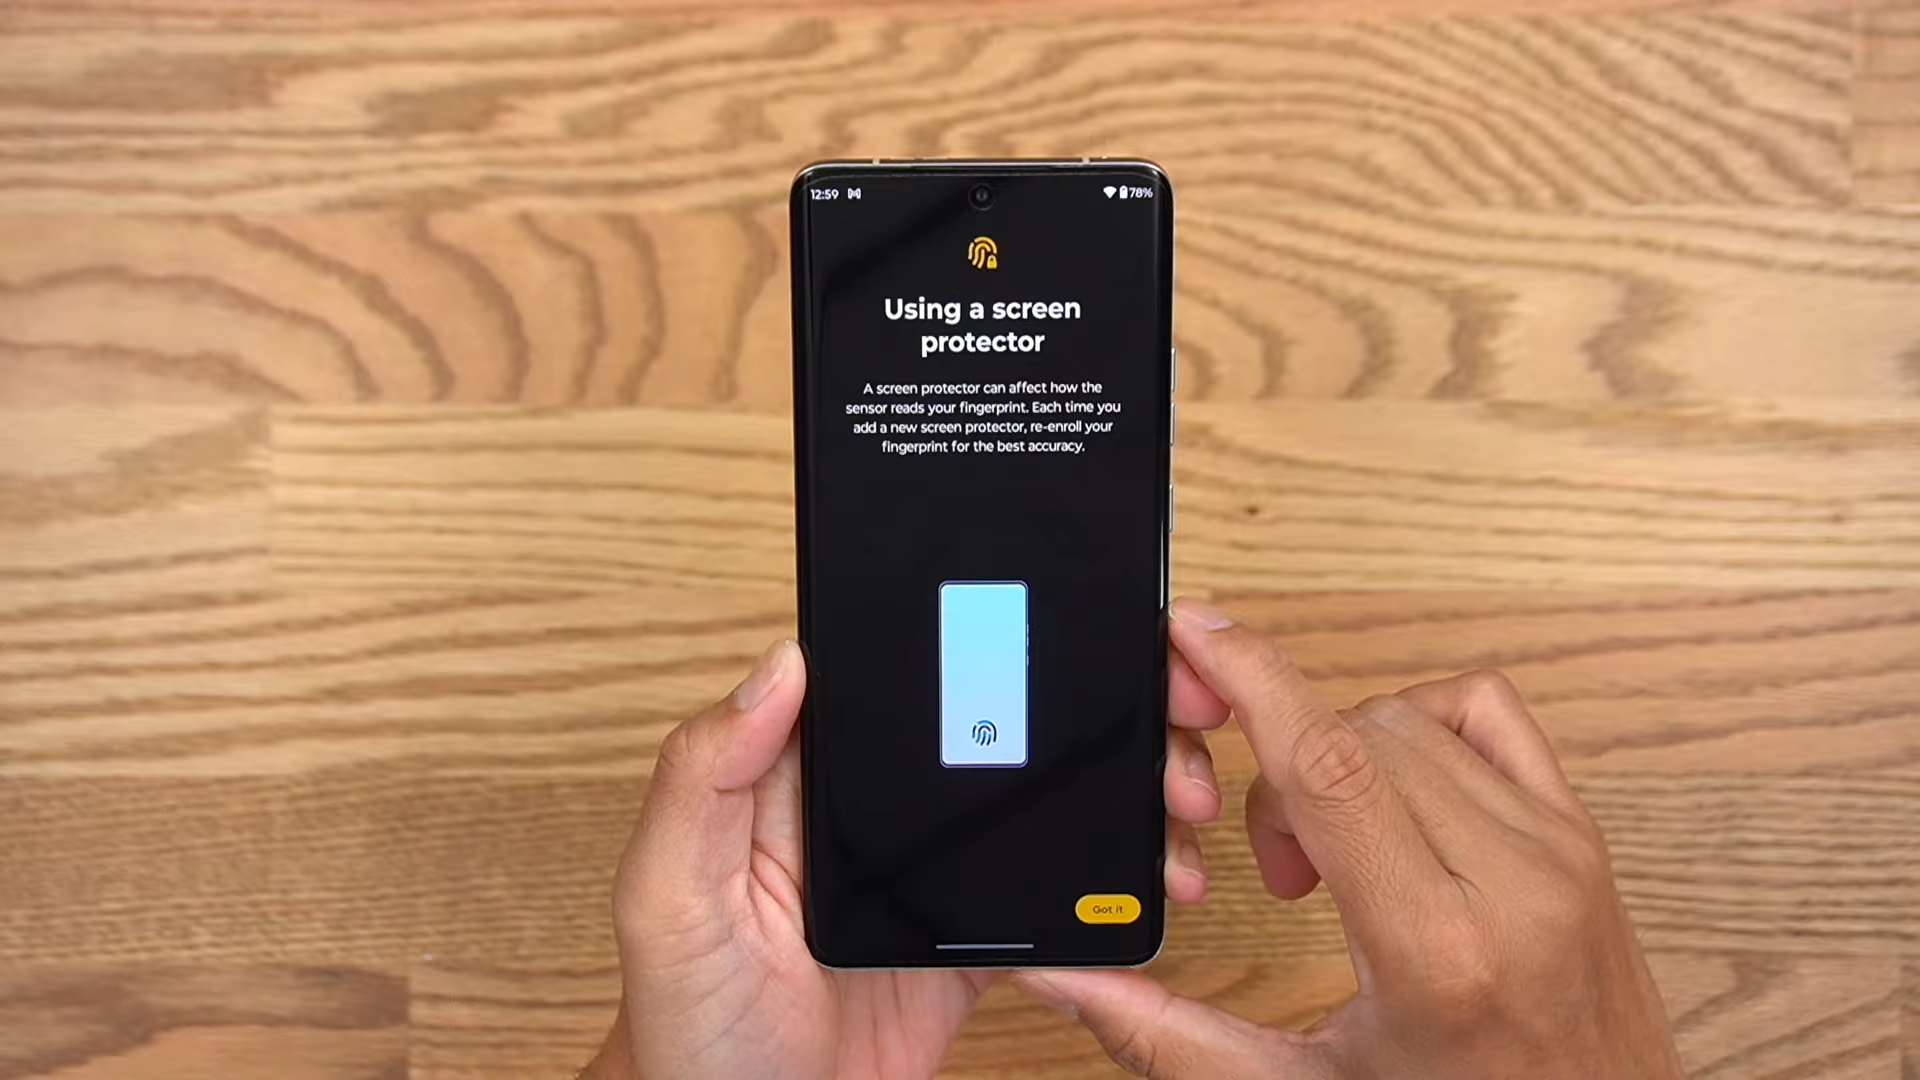 12:59 78%
Using a screen
protector
A screen protector can affect how the
sensor reads your fingerprint. Each time you
add a new screen protector, re-enroll your
fingerprint for the best accuracy.
Got it